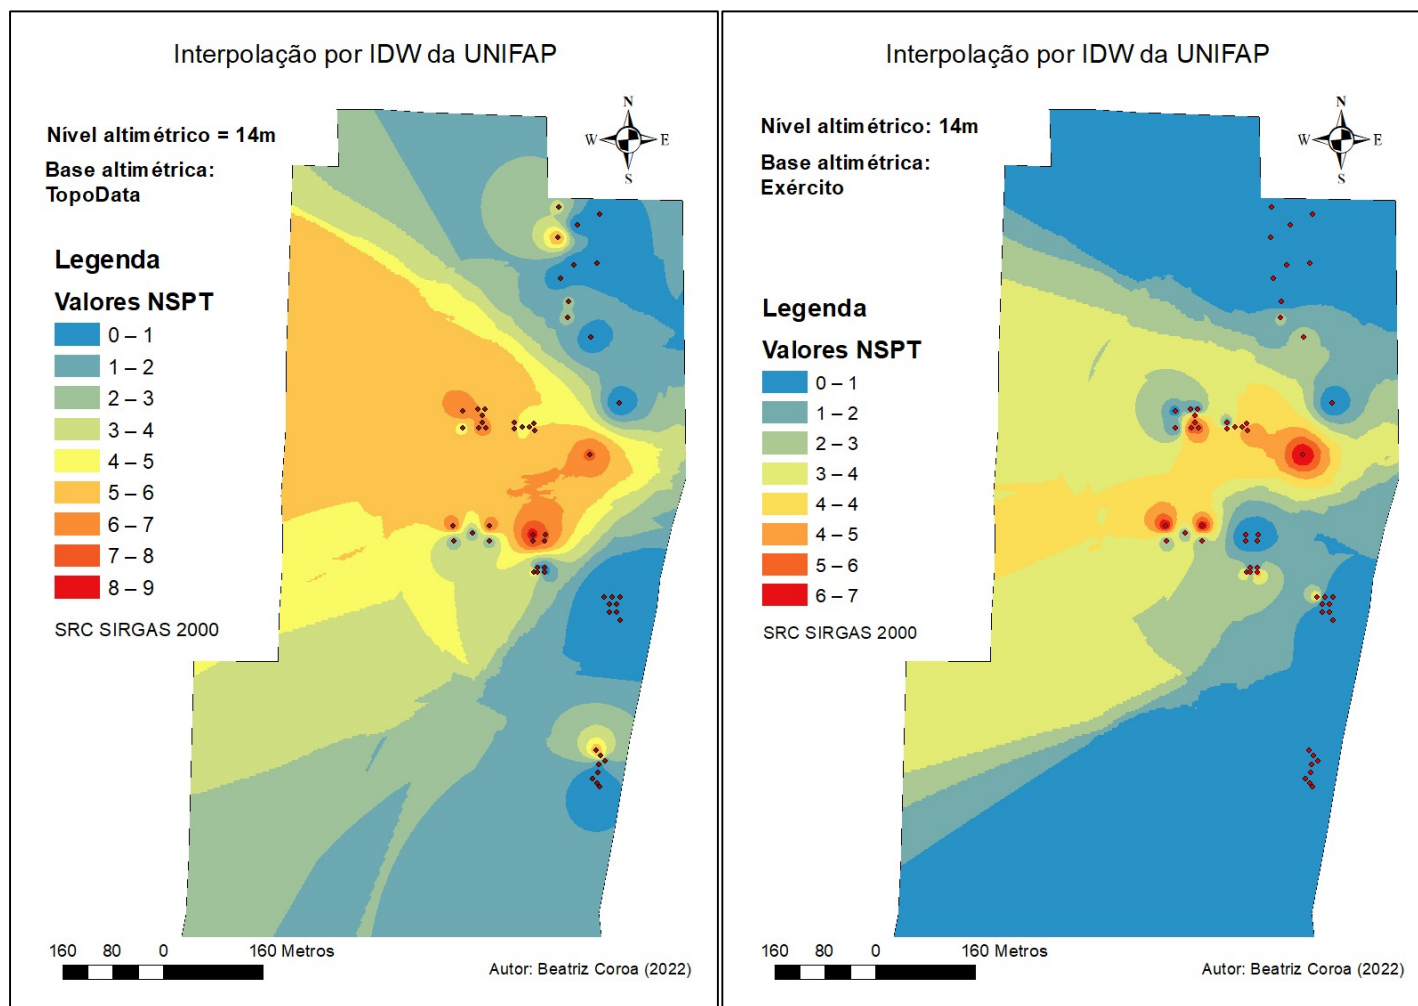 Interpolação por IDW da UNIFAP
N
W E
S
Nível altimétrico = 14m
Base altimétrica:
TopoData
Legenda
Valores NSPT
0 – 1
1 – 2
2 – 3
3 – 4
4 – 5
5 – 6
6 – 7
7 – 8
8 – 9
SRC SIRGAS 2000
160 80 0 160 Metros
Autor: Beatriz Coroa (2022)
Interpolação por IDW da UNIFAP
N
W E
S
Nível altimétrico: 14m
Base altimétrica:
Exército
Legenda
Valores NSPT
0 – 1
1 – 2
2 – 3
3 – 4
4 – 4
4 – 5
5 – 6
6 – 7
SRC SIRGAS 2000
160 80 0 160 Metros
Autor: Beatriz Coroa (2022)